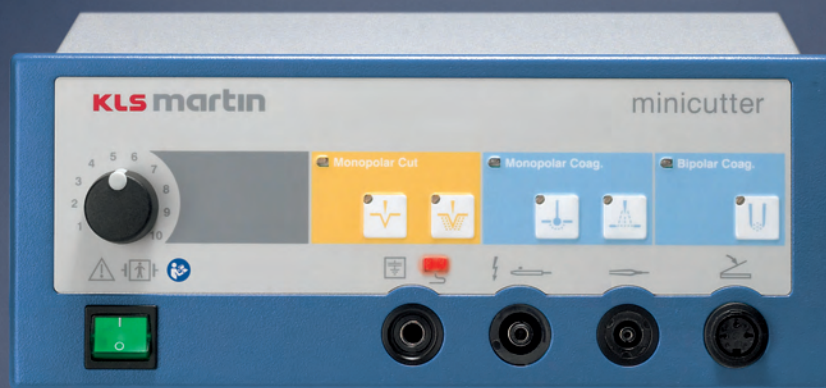 KLS martin
minicutter
Monopolar Cut
Monopolar Coag.
Bipolar Coag.
1
2
3
4
5
6
7
8
9
10
I
O